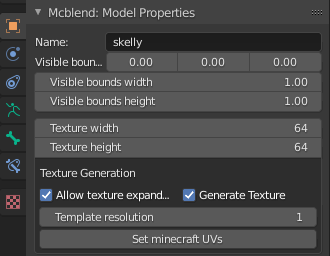 Mcblend: Model Properties
Name: skelly
Visible boun... 0.00 0.00 0.00
Visible bounds width 1.00
Visible bounds height 1.00
Texture width 64
Texture height 64
Texture Generation
Allow texture expand... Generate Texture
Template resolution 1
Set minecraft UVs